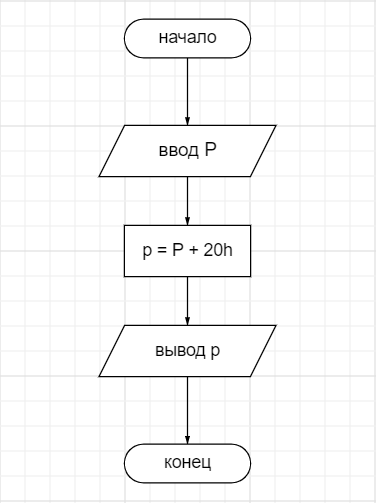 начало
ввод P
p = P + 20h
вывод p
конец